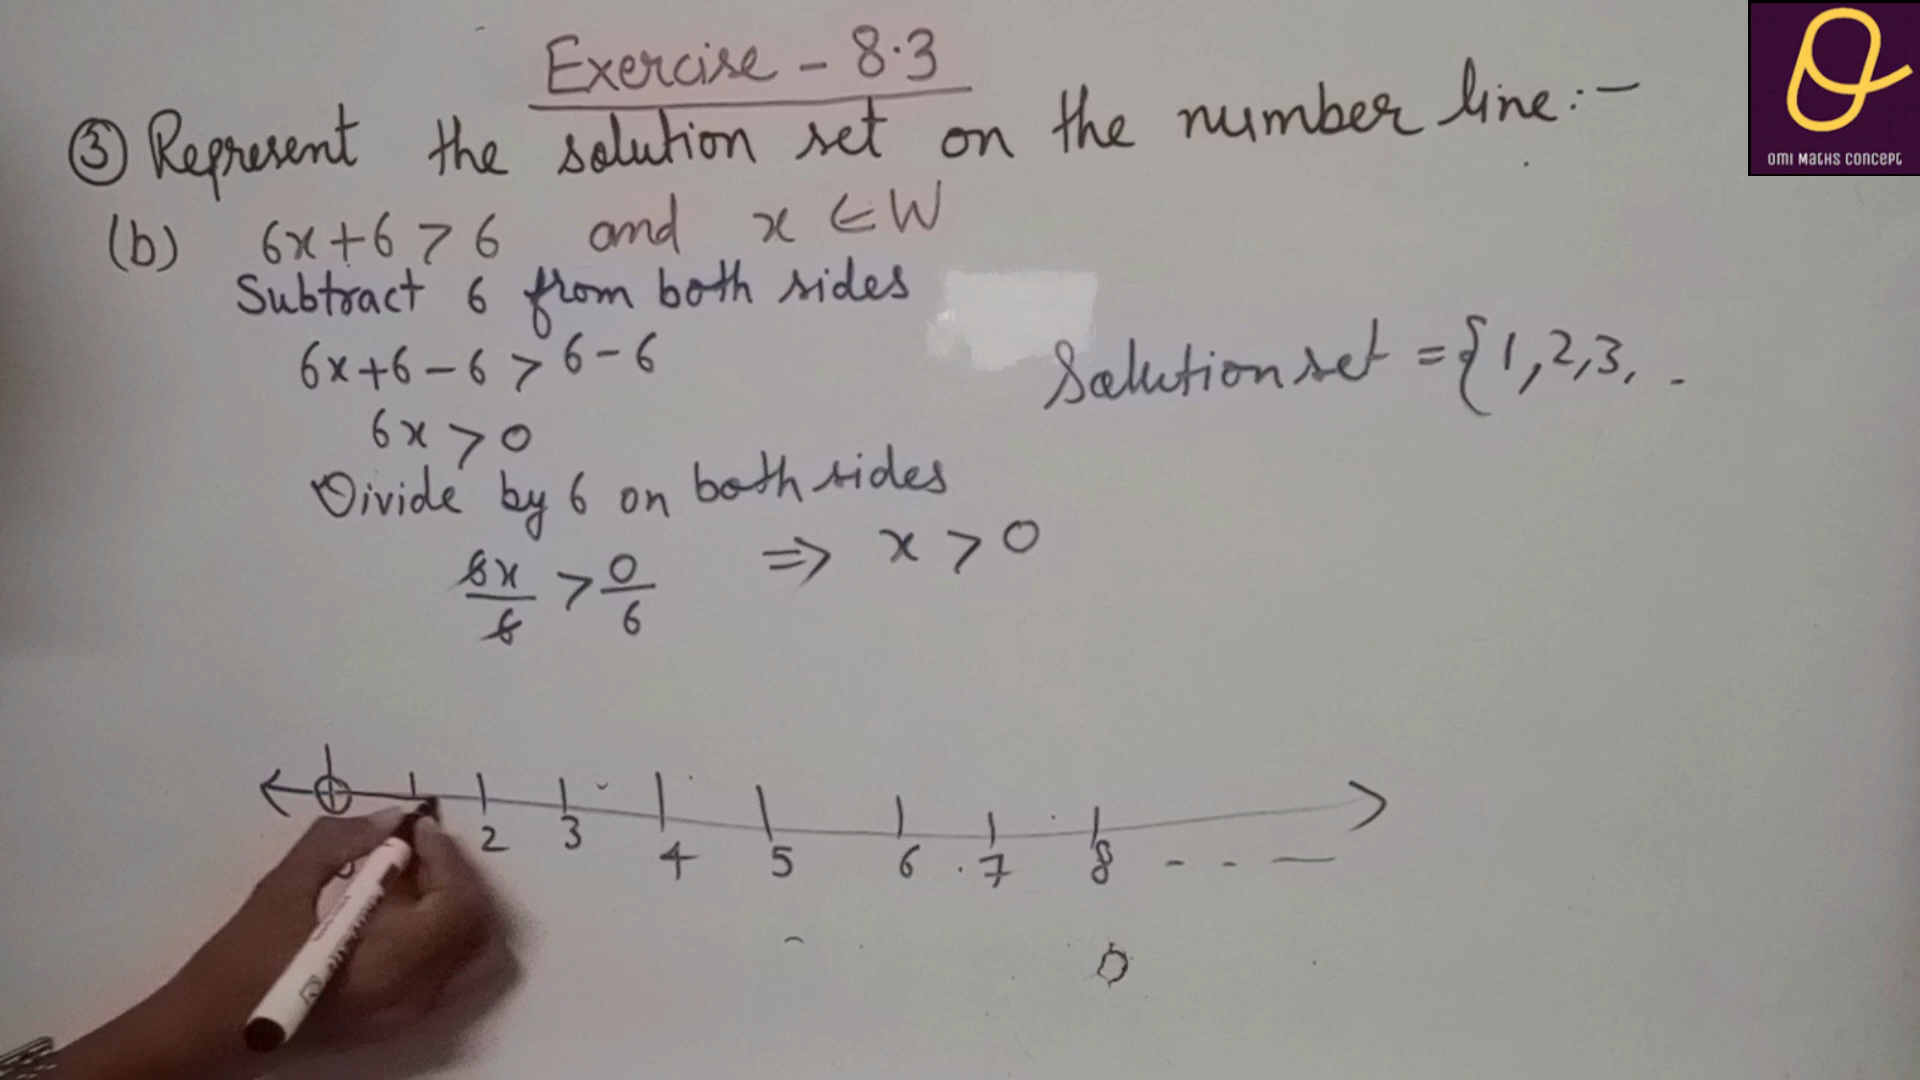 Exercise - 8.3
③ Represent the solution set on the number line:-
(b) 6x+6 > 6 and x ∈ W
Subtract 6 from both sides
6x+6-6 > 6-6
6x > 0
Divide by 6 on both sides
6x/6 > 0/6 ⇒ x > 0
Solution set = {1,2,3, .
2 3 4 5 6 7 8 - - -
OMI MATHS CONCEPT